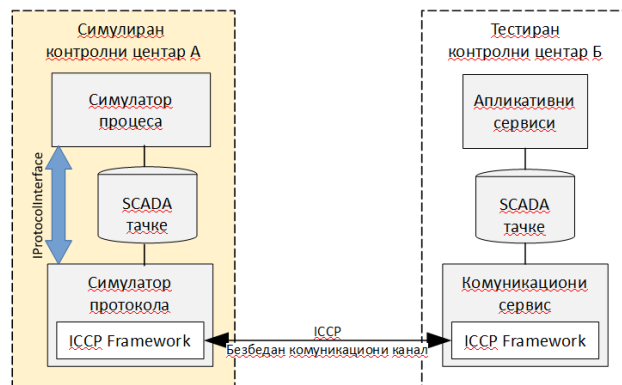 Симулиран
контролни центар А
Симулатор
процеса
IProtocolInterface
SCADA
тачке
Симулатор
протокола
ICCP Framework
ICCP
Безбедан комуникациони канал
Тестиран
контролни центар Б
Апликативни
сервиси
SCADA
тачке
Комуникациони
сервис
ICCP Framework